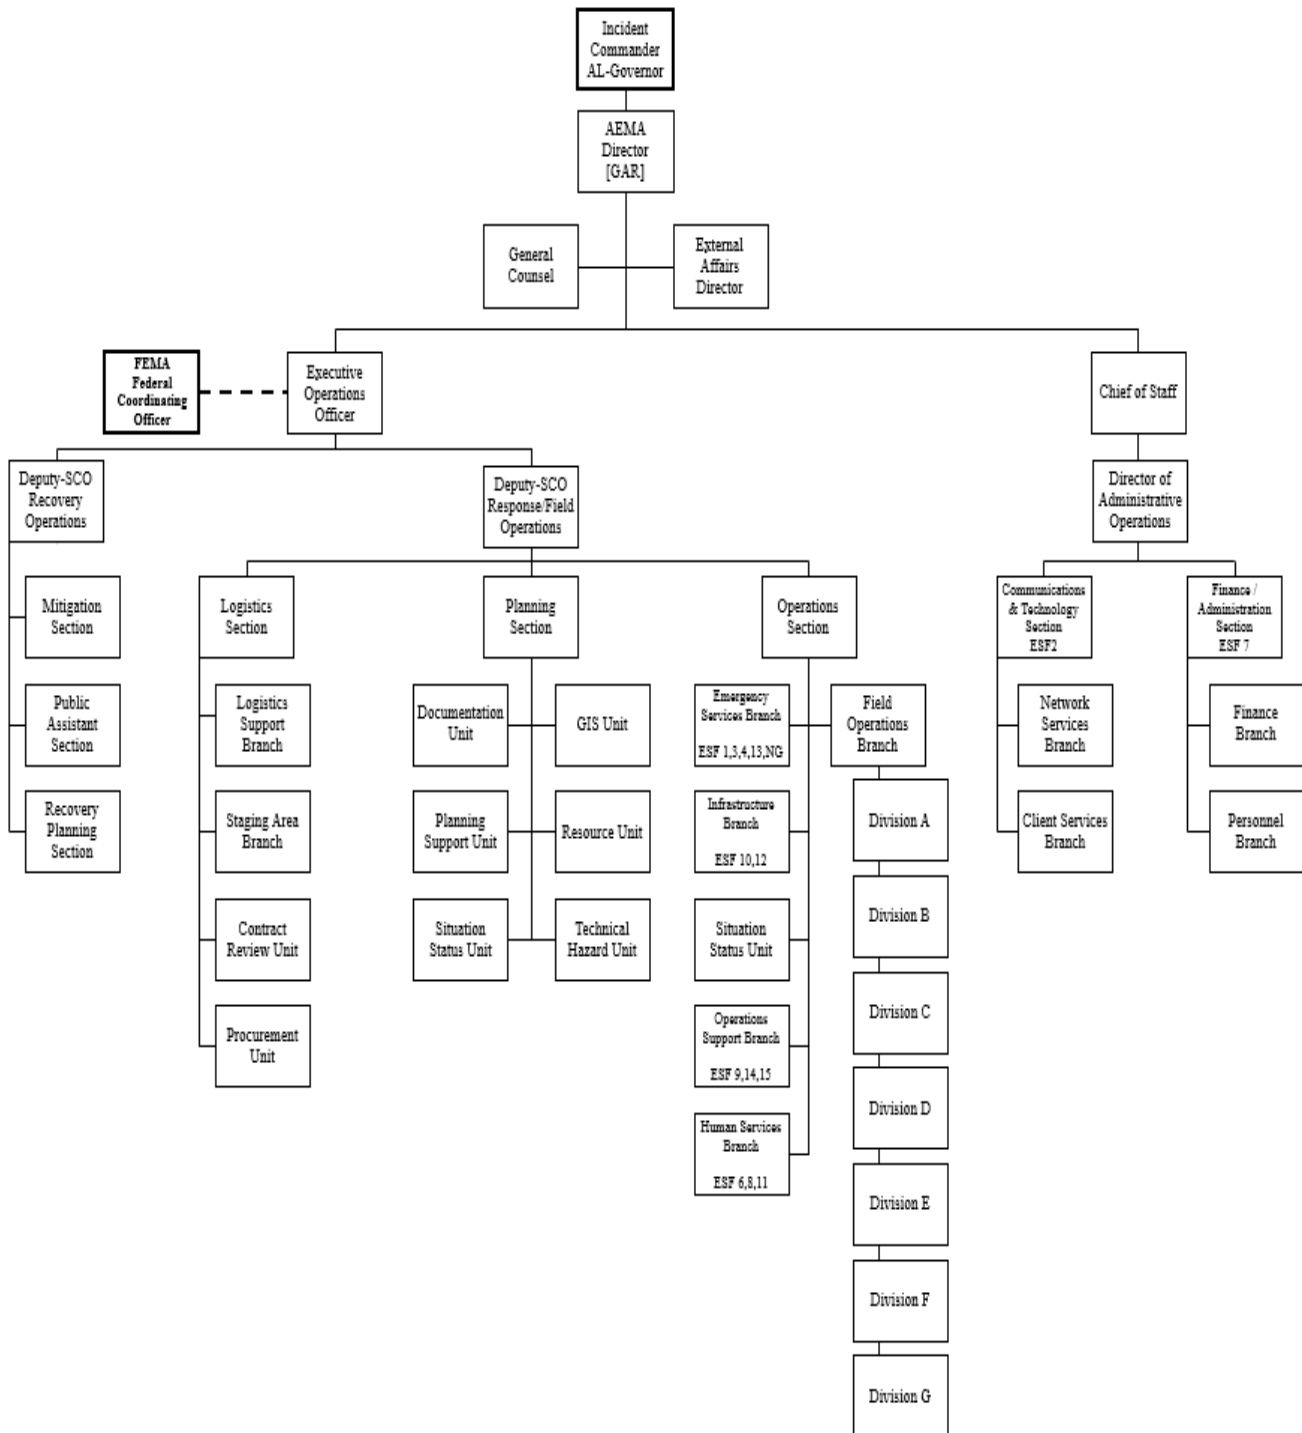 Incident
Commander
AL-Governor
AEMA
Director
[GAR]
General
Counsel
External
Affairs
Director
FEMA
Federal
Coordinating
Officer
Executive
Operations
Officer
Chief of Staff
Deputy-SCO
Recovery
Operations
Deputy-SCO
Response/Field
Operations
Director of
Administrative
Operations
Mitigation
Section
Logistics
Section
Planning
Section
Operations
Section
Communications
& Technology
Section
ESF2
Finance /
Administration
Section
ESF 7
Public
Assistant
Section
Logistics
Support
Branch
Documentation
Unit
GIS Unit
Emergency
Services Branch
ESF 1,3,4,13,NG
Field
Operations
Branch
Network
Services
Branch
Finance
Branch
Recovery
Planning
Section
Staging Area
Branch
Planning
Support Unit
Resource Unit
Infrastructure
Branch
ESF 10,12
Division A
Client Services
Branch
Personnel
Branch
Contract
Review Unit
Situation
Status Unit
Technical
Hazard Unit
Situation
Status Unit
Division B
Division C
Procurement
Unit
Operations
Support Branch
ESF 9,14,15
Division D
Human Services
Branch
ESF 6,8,11
Division E
Division F
Division G